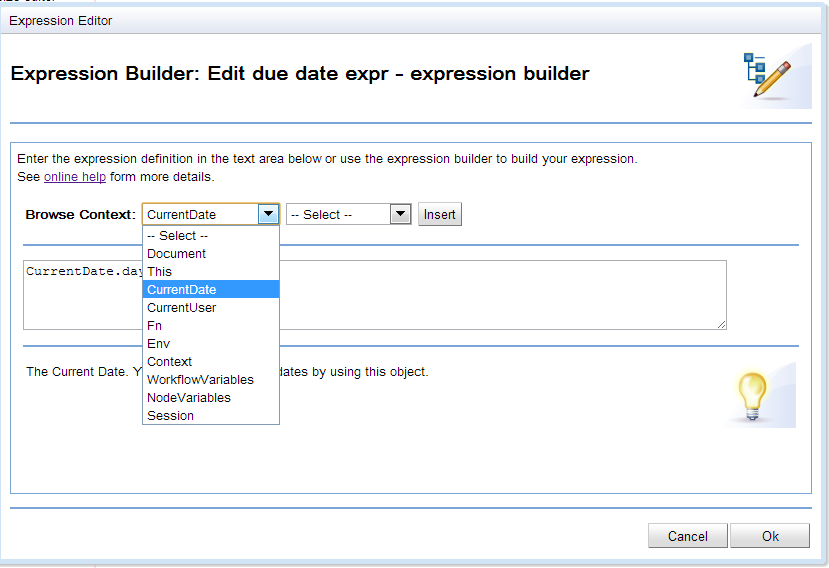 Expression Editor
Expression Builder: Edit due date expr - expression builder
Enter the expression definition in the text area below or use the expression builder to build your expression.
See online help form more details.
Browse Context: CurrentDate -- Select -- Insert
-- Select --
Document
This
CurrentDate
CurrentUser
Fn
Env
Context
WorkflowVariables
NodeVariables
Session
CurrentDate.day
The Current Date. Y dates by using this object.
Cancel Ok